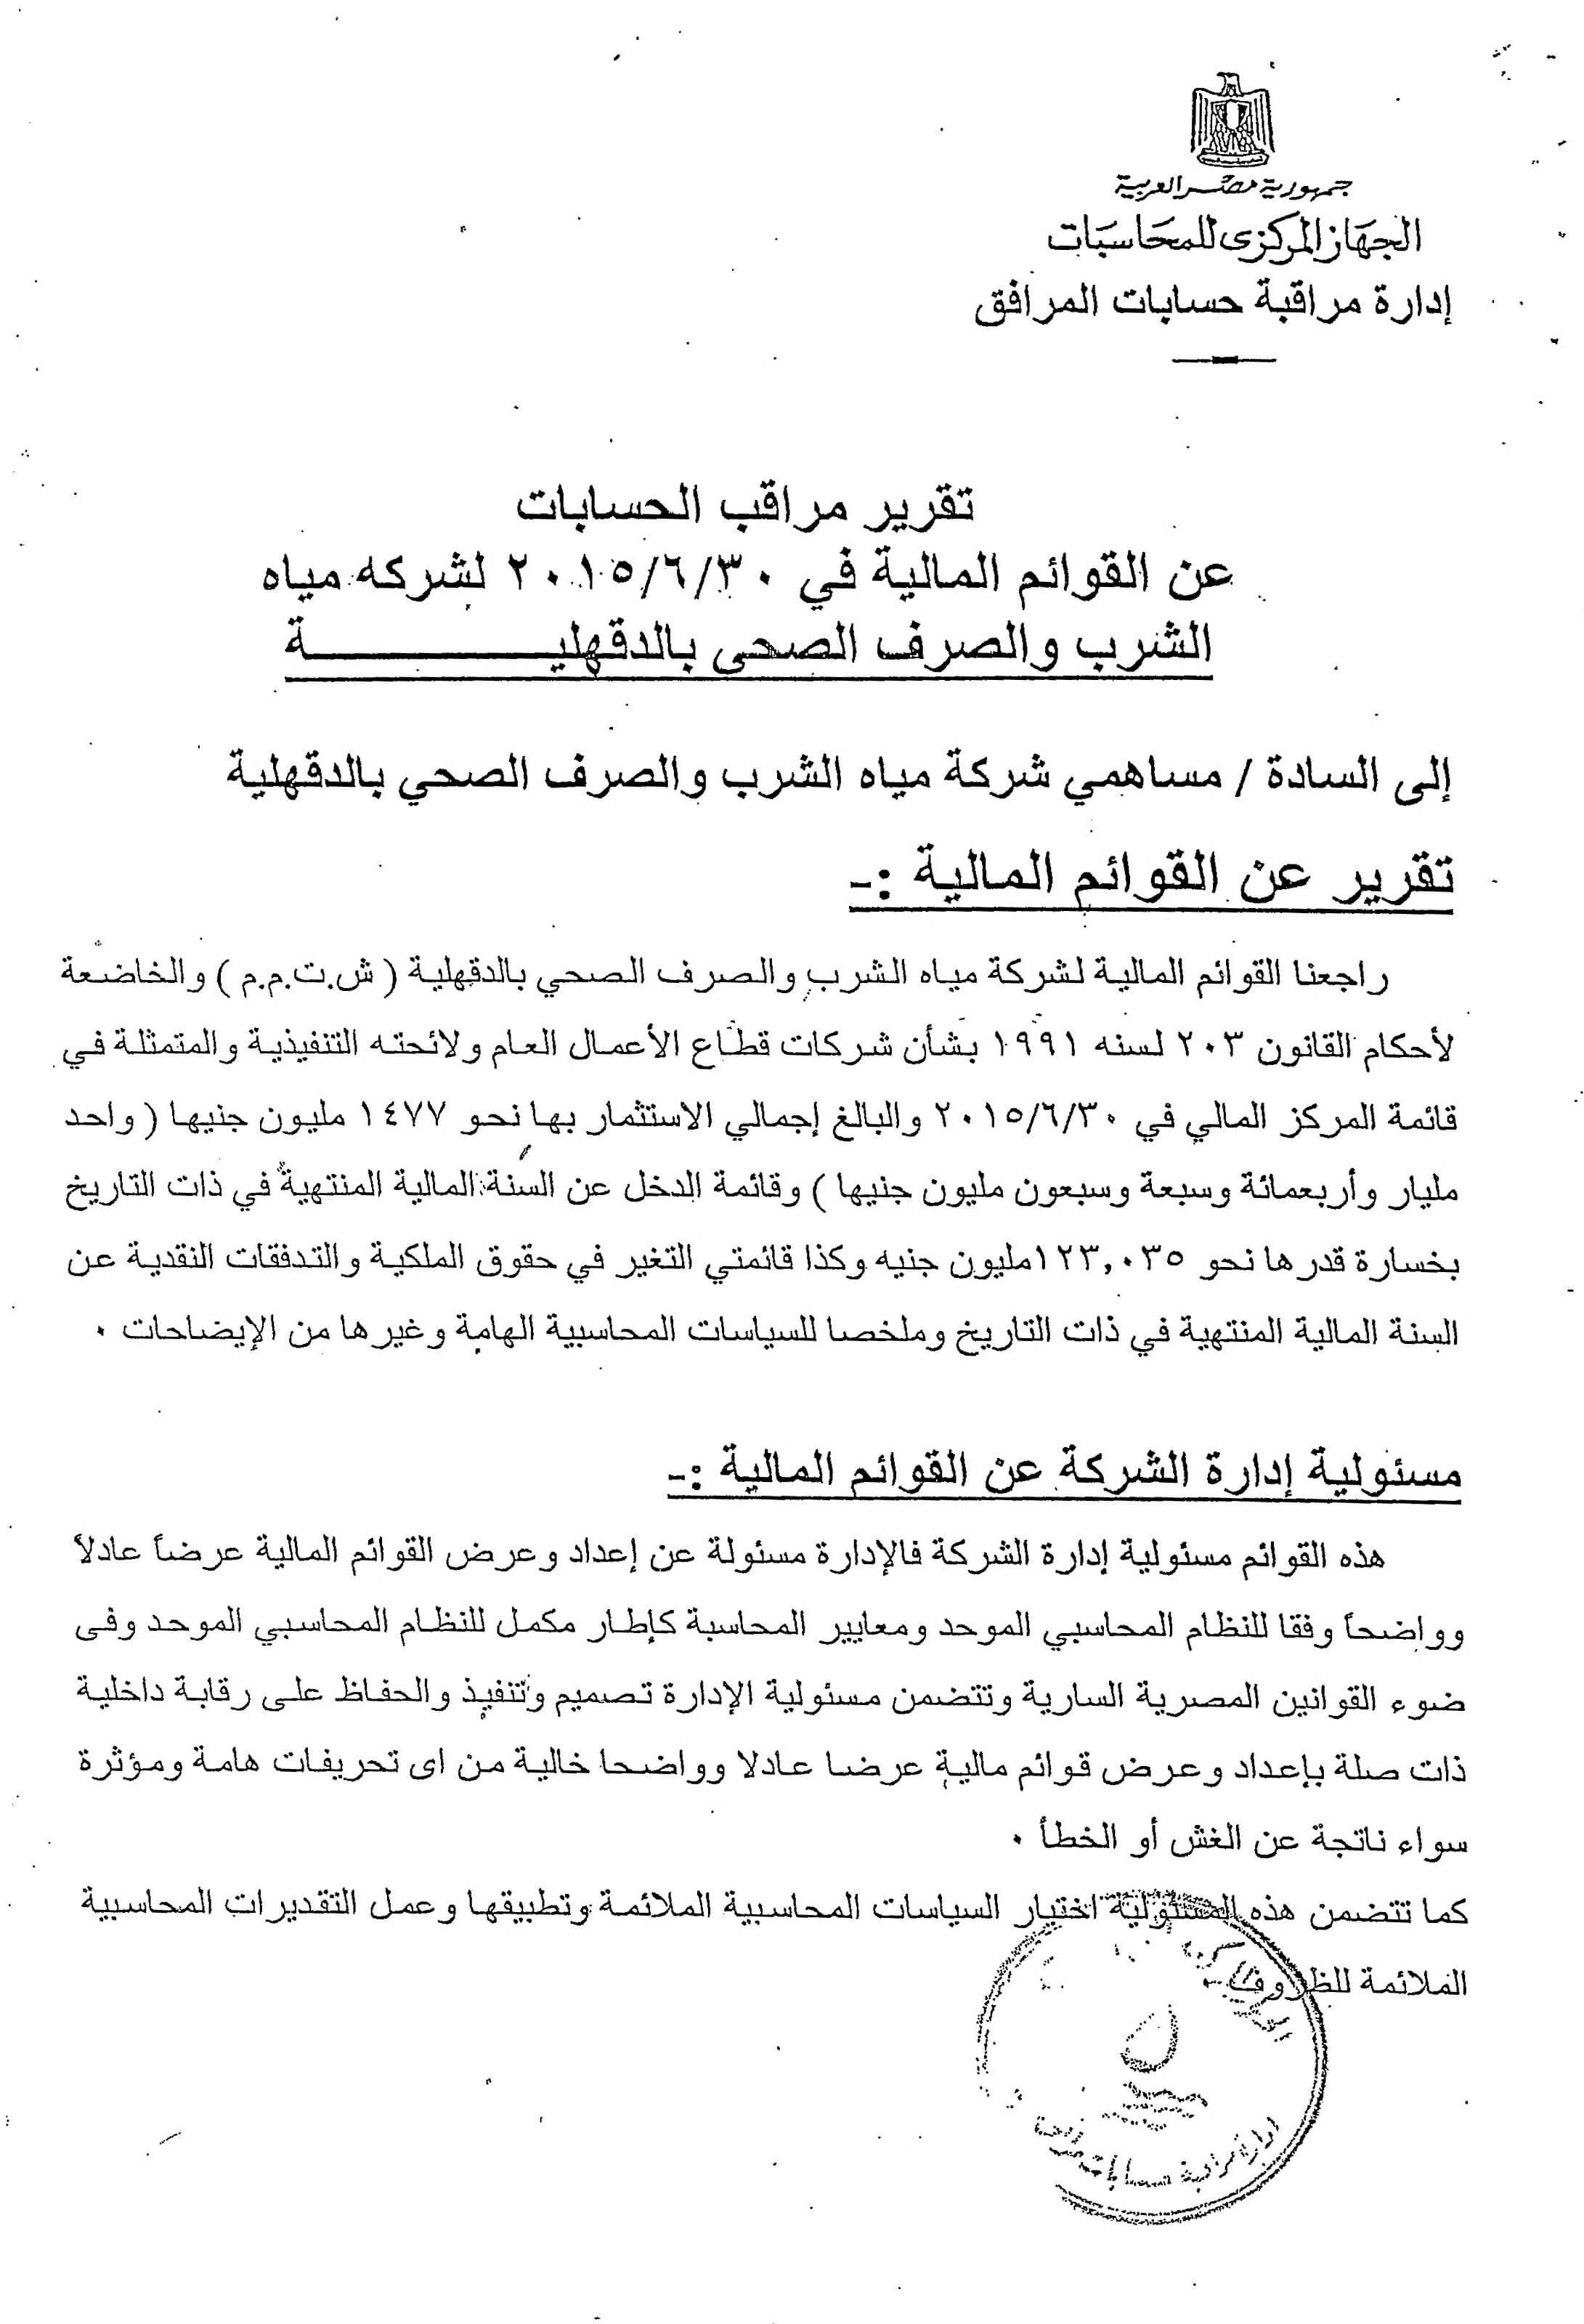 جمهورية مصر العربية
الجهاز المركزى للمحاسبات
إدارة مراقبة حسابات المرافق
تقرير مراقب الحسابات
عن القوائم المالية في ٢٠١٥/٦/٣٠ لشركه مياه
الشرب والصرف الصحى بالدقهلية
إلى السادة / مساهمي شركة مياه الشرب والصرف الصحي بالدقهلية
تقرير عن القوائم المالية :-
راجعنا القوائم المالية لشركة مياه الشرب والصرف الصحي بالدقهلية ( ش.ت.م.م ) والخاضعة
لأحكام القانون ٢٠٣ لسنه ١٩٩١ بشأن شركات قطاع الأعمال العام ولائحته التنفيذية والمتمثلة في
قائمة المركز المالي في ٢٠١٥/٦/٣٠ والبالغ إجمالي الاستثمار بها نحو ١٤٧٧ مليون جنيها ( واحد
مليار وأربعمائة وسبعة وسبعون مليون جنيها ) وقائمة الدخل عن السنة المالية المنتهية في ذات التاريخ
بخسارة قدرها نحو ١٢٣,٠٣٥مليون جنيه وكذا قائمتي التغير في حقوق الملكية والتدفقات النقدية عن
السنة المالية المنتهية في ذات التاريخ وملخصا للسياسات المحاسبية الهامة وغيرها من الإيضاحات ٠
مسئولية إدارة الشركة عن القوائم المالية :-
هذه القوائم مسئولية إدارة الشركة فالإدارة مسئولة عن إعداد وعرض القوائم المالية عرضاً عادلاً
وواضحاً وفقا للنظام المحاسبي الموحد ومعايير المحاسبة كإطار مكمل للنظام المحاسبي الموحد وفى
ضوء القوانين المصرية السارية وتتضمن مسئولية الإدارة تصميم وتنفيذ والحفاظ على رقابة داخلية
ذات صلة بإعداد وعرض قوائم مالية عرضا عادلا وواضحا خالية من اى تحريفات هامة ومؤثرة
سواء ناتجة عن الغش أو الخطأ ٠
كما تتضمن هذه المسئولية اختيار السياسات المحاسبية الملائمة وتطبيقها وعمل التقديرات المحاسبية
الملائمة للظروف ٠
إدارة مراقبة حسابات